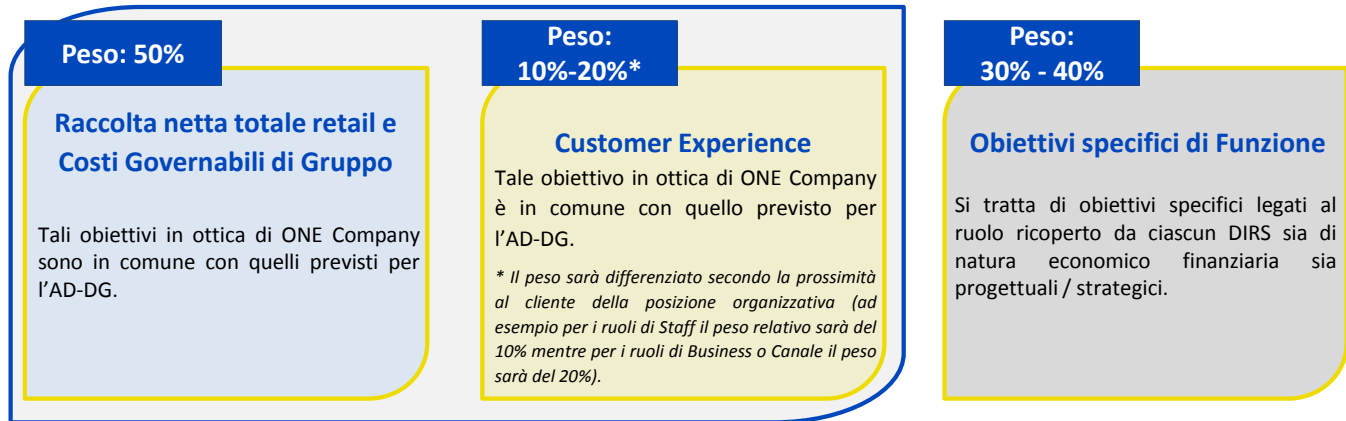 Peso: 50%
Raccolta netta totale retail e
Costi Governabili di Gruppo
Tali obiettivi in ottica di ONE Company
sono in comune con quelli previsti per
l’AD-DG.
Peso:
10%-20%*
Customer Experience
Tale obiettivo in ottica di ONE Company
è in comune con quello previsto per
l’AD-DG.
* Il peso sarà differenziato secondo la prossimità
al cliente della posizione organizzativa (ad
esempio per i ruoli di Staff il peso relativo sarà del
10% mentre per i ruoli di Business o Canale il peso
sarà del 20%).
Peso:
30% - 40%
Obiettivi specifici di Funzione
Si tratta di obiettivi specifici legati al
ruolo ricoperto da ciascun DIRS sia di
natura economico finanziaria sia
progettuali / strategici.